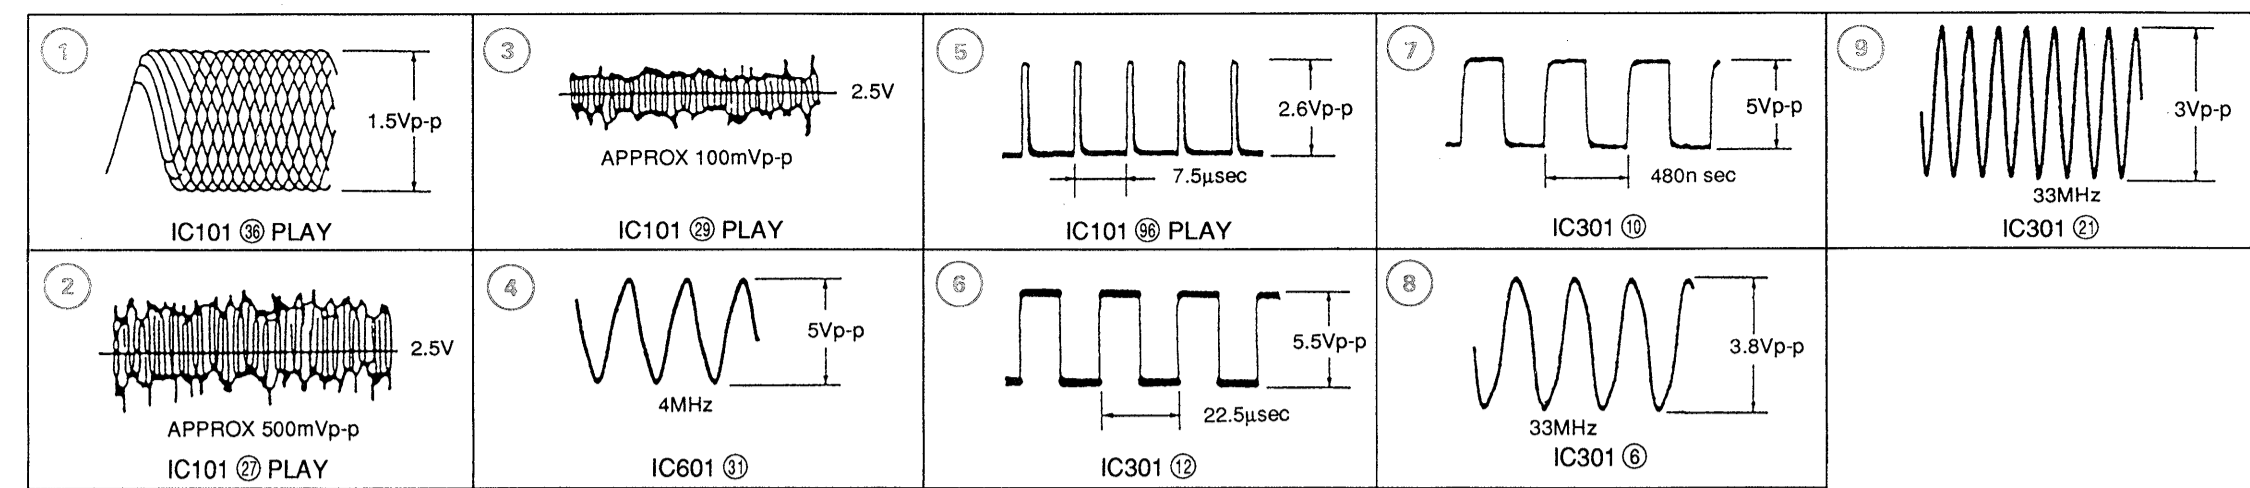 ①
1.5Vp-p
IC101 ㊱ PLAY
②
2.5V
APPROX 500mVp-p
IC101 ㉗ PLAY
③
2.5V
APPROX 100mVp-p
IC101 ㉙ PLAY
④
5Vp-p
4MHz
IC601 ㉛
⑤
2.6Vp-p
7.5µsec
IC101 (96) PLAY
⑥
5.5Vp-p
22.5µsec
IC301 ⑫
⑦
5Vp-p
480n sec
IC301 ⑩
⑧
3.8Vp-p
33MHz
IC301 ⑥
⑨
3Vp-p
33MHz
IC301 ㉑